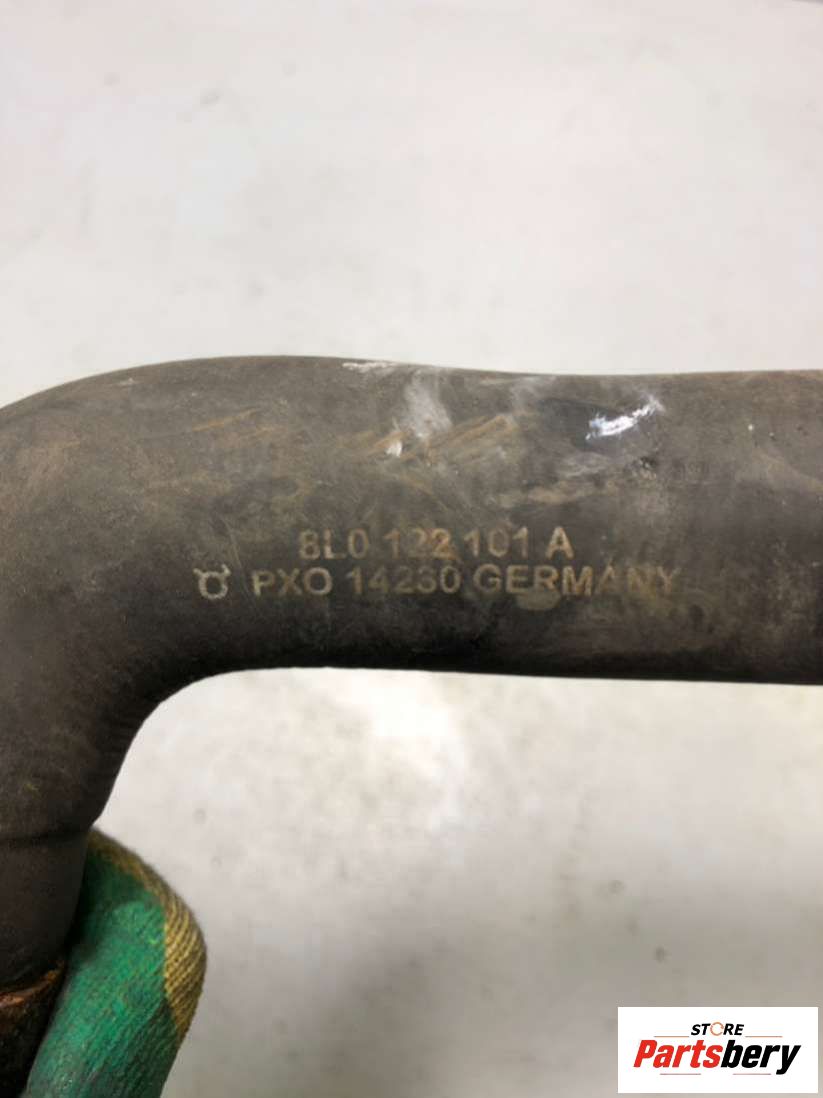 8L0 122 101 A
PXO 14230 GERMANY
STORE
Partsbery